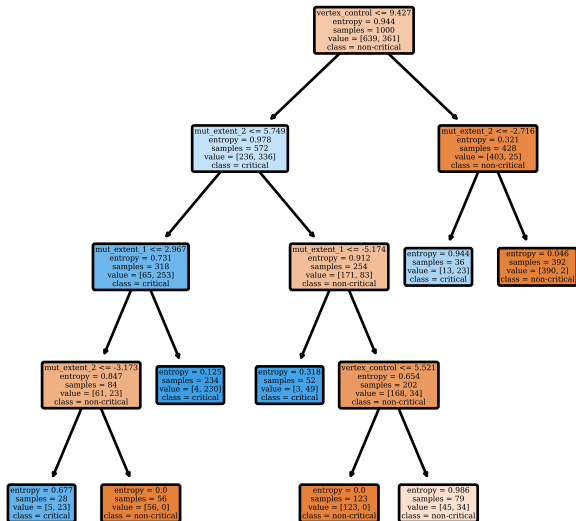 vertex_control <= 9.427
entropy = 0.944
samples = 1000
value = [639, 361]
class = non-critical
mut_extent_2 <= 5.749
entropy = 0.978
samples = 572
value = [236, 336]
class = critical
mut_extent_2 <= -2.716
entropy = 0.321
samples = 428
value = [403, 25]
class = non-critical
mut_extent_1 <= 2.967
entropy = 0.731
samples = 318
value = [65, 253]
class = critical
mut_extent_1 <= -5.174
entropy = 0.912
samples = 254
value = [171, 83]
class = non-critical
entropy = 0.944
samples = 36
value = [13, 23]
class = critical
entropy = 0.046
samples = 392
value = [390, 2]
class = non-critical
mut_extent_2 <= -3.173
entropy = 0.847
samples = 84
value = [61, 23]
class = non-critical
entropy = 0.125
samples = 234
value = [4, 230]
class = critical
entropy = 0.318
samples = 52
value = [3, 49]
class = critical
vertex_control <= 5.521
entropy = 0.654
samples = 202
value = [168, 34]
class = non-critical
entropy = 0.677
samples = 28
value = [5, 23]
class = critical
entropy = 0.0
samples = 56
value = [56, 0]
class = non-critical
entropy = 0.0
samples = 123
value = [123, 0]
class = non-critical
entropy = 0.986
samples = 79
value = [45, 34]
class = non-critical